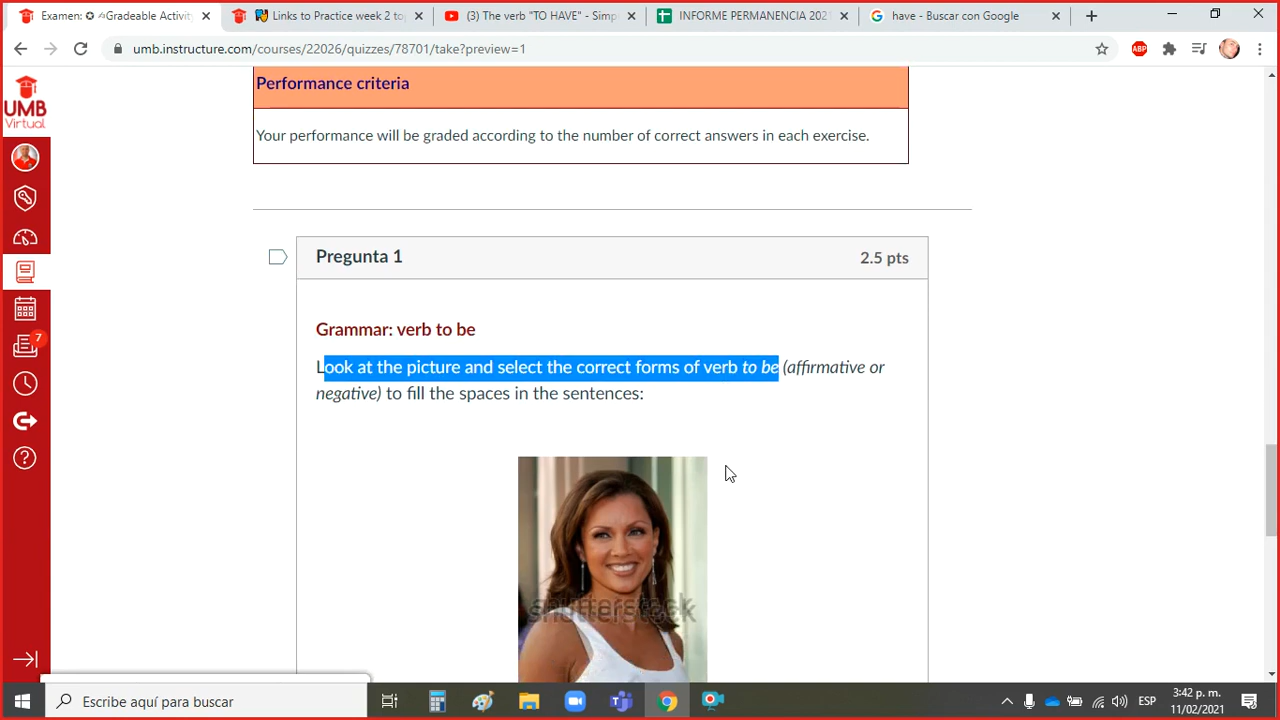 Examen: ✪ ✍Gradeable Activit
Links to Practice week 2 to
(3) The verb "TO HAVE" - Simp
INFORME PERMANENCIA 202
have - Buscar con Google
umb.instructure.com/courses/22026/quizzes/78701/take?preview=1
ABP
UMB
Virtual
7
Performance criteria
Your performance will be graded according to the number of correct answers in each exercise.
Pregunta 1
2.5 pts
Grammar: verb to be
Look at the picture and select the correct forms of verb to be (affirmative or
negative) to fill the spaces in the sentences:
shutterstock
Escribe aquí para buscar
ESP
3:42 p. m.
11/02/2021